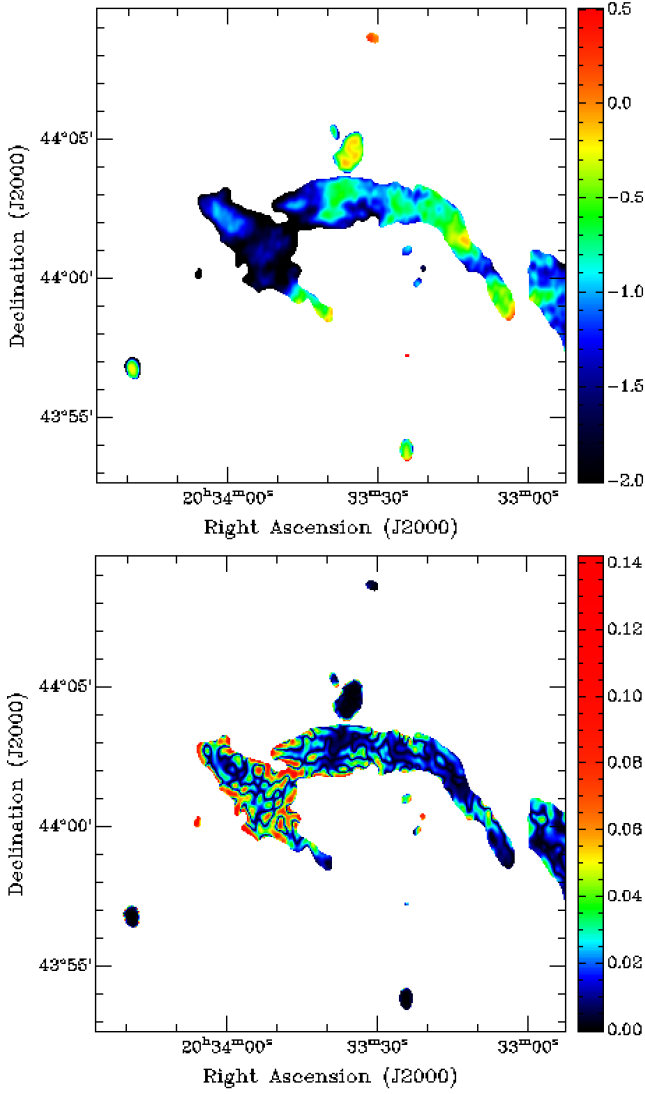 0.5
0.0
-0.5
-1.0
-1.5
-2.0
44°05'
44°00'
43°55'
Declination (J2000)
20ʰ34ᵐ00ˢ
33ᵐ30ˢ
33ᵐ00ˢ
Right Ascension (J2000)
0.14
0.12
0.10
0.08
0.06
0.04
0.02
0.00
44°05'
44°00'
43°55'
Declination (J2000)
20ʰ34ᵐ00ˢ
33ᵐ30ˢ
33ᵐ00ˢ
Right Ascension (J2000)